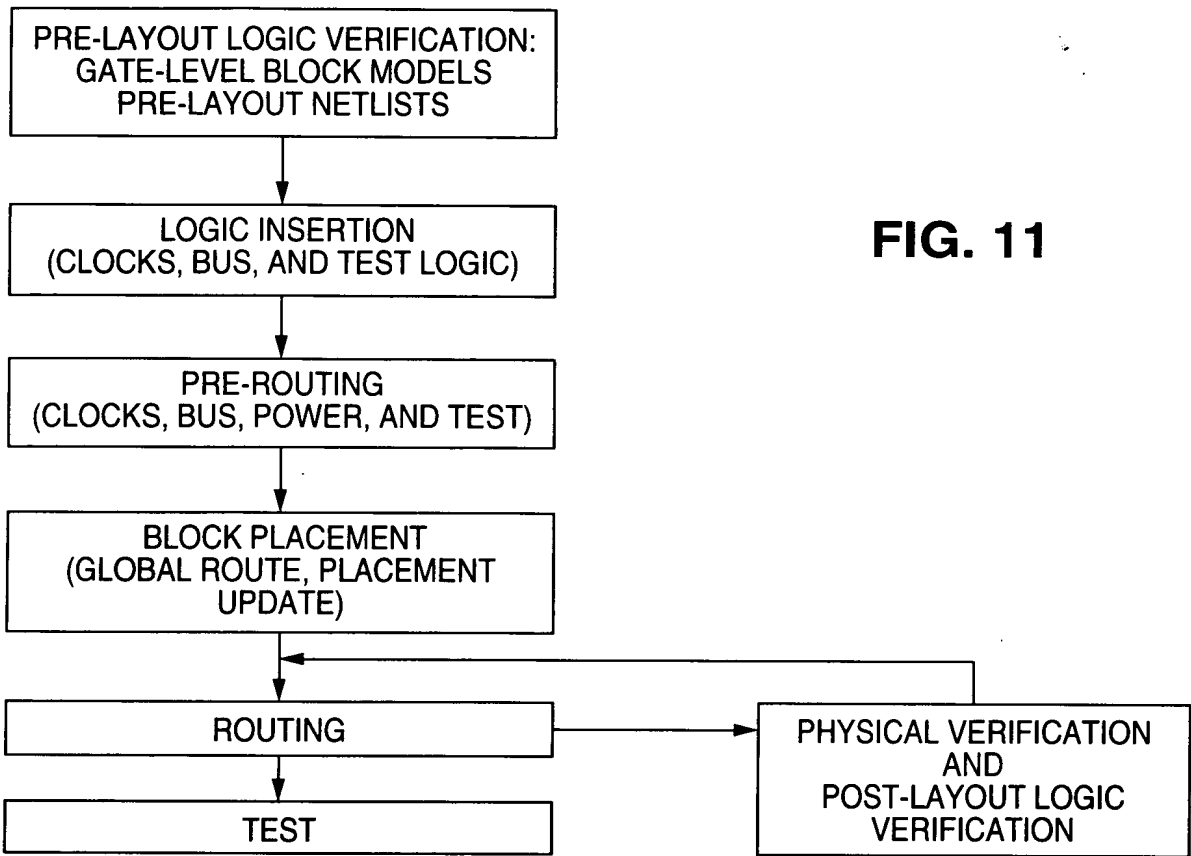 PRE-LAYOUT LOGIC VERIFICATION:
GATE-LEVEL BLOCK MODELS
PRE-LAYOUT NETLISTS
LOGIC INSERTION
(CLOCKS, BUS, AND TEST LOGIC)
FIG. 11
PRE-ROUTING
(CLOCKS, BUS, POWER, AND TEST)
BLOCK PLACEMENT
(GLOBAL ROUTE, PLACEMENT
UPDATE)
ROUTING
PHYSICAL VERIFICATION
AND
POST-LAYOUT LOGIC
VERIFICATION
TEST